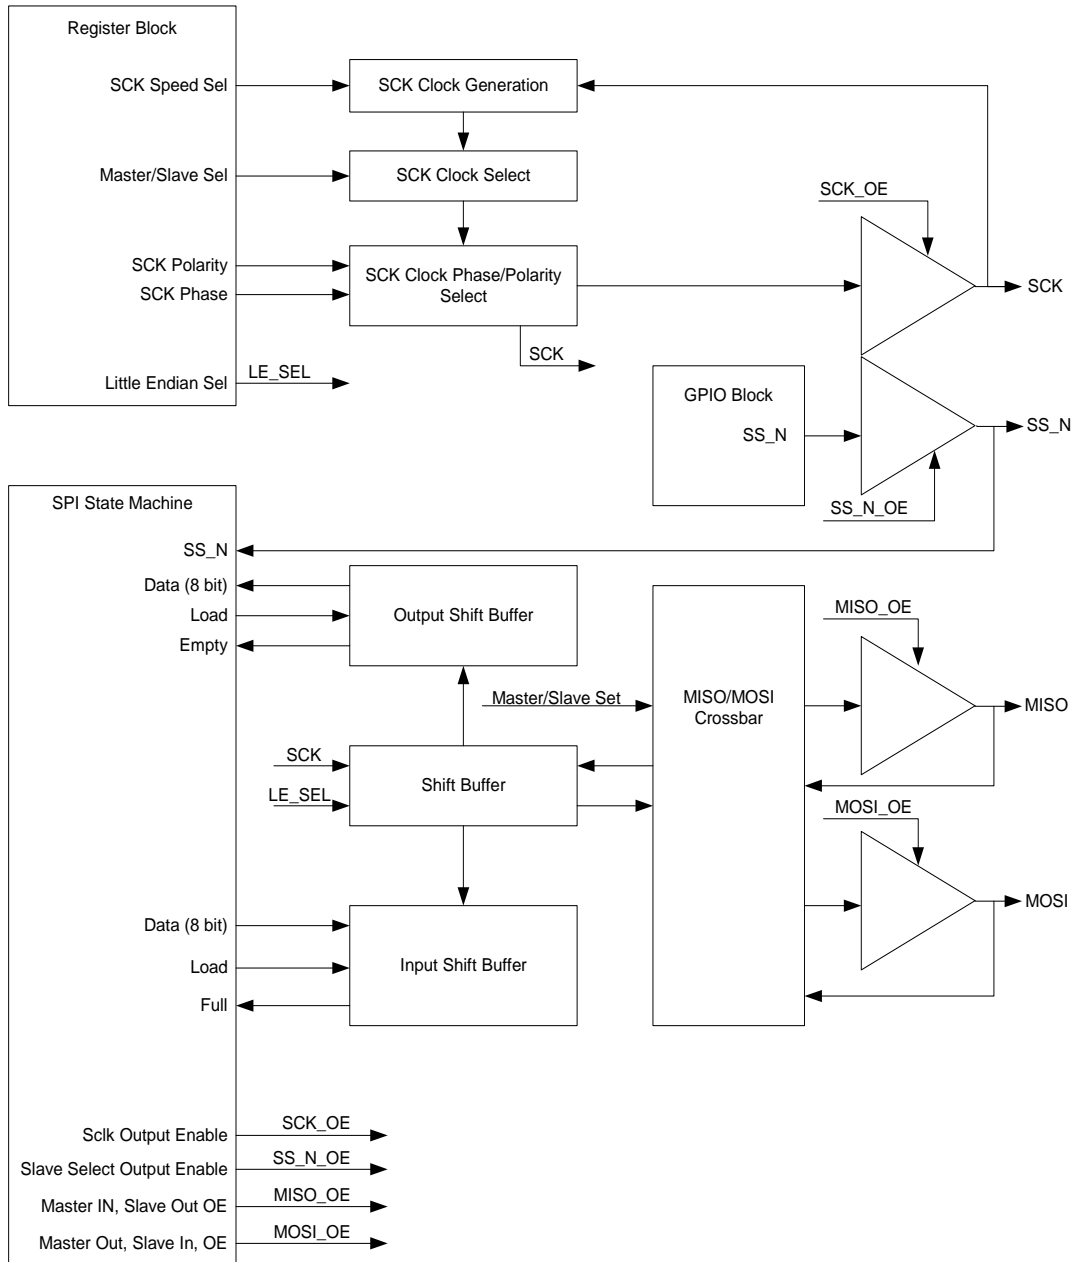 Register Block
SCK Speed Sel
SCK Clock Generation
Master/Slave Sel
SCK Clock Select
SCK_OE
SCK Polarity
SCK Phase
SCK Clock Phase/Polarity
Select
SCK
SCK
Little Endian Sel
LE_SEL
GPIO Block
SS_N
SS_N
SS_N_OE
SPI State Machine
SS_N
Data (8 bit)
Load
Empty
Output Shift Buffer
MISO_OE
Master/Slave Set
MISO/MOSI
Crossbar
MISO
SCK
LE_SEL
Shift Buffer
MOSI_OE
MOSI
Data (8 bit)
Load
Full
Input Shift Buffer
Sclk Output Enable
SCK_OE
Slave Select Output Enable
SS_N_OE
Master IN, Slave Out OE
MISO_OE
Master Out, Slave In, OE
MOSI_OE